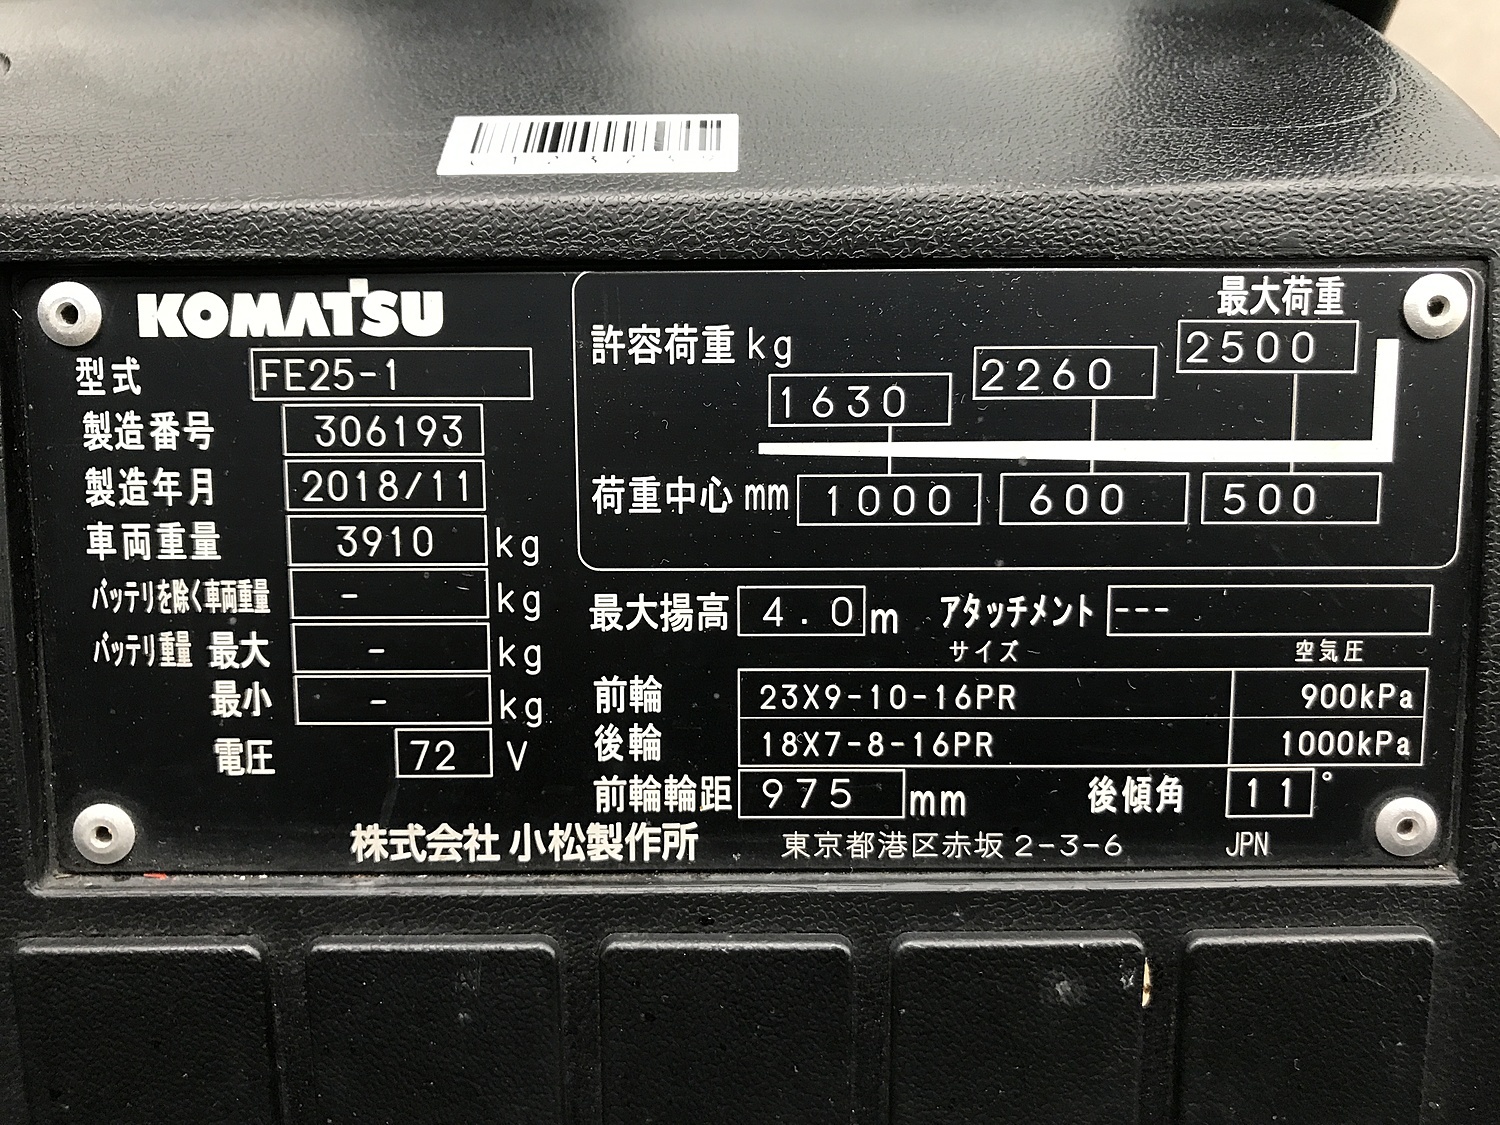 KOMATSU
型式 FE25-1
製造番号 306193
製造年月 2018/11
車両重量 3910 kg
バッテリを除く車両重量 - kg
バッテリ重量 最大 - kg
最小 - kg
電圧 72 V
最大荷重
許容荷重 kg 1630 2260 2500
荷重中心 mm 1000 600 500
最大揚高 4.0 m アタッチメント ---
サイズ 空気圧
前輪 23X9-10-16PR 900kPa
後輪 18X7-8-16PR 1000kPa
前輪輪距 975 mm 後傾角 11°
株式会社 小松製作所 東京都港区赤坂 2-3-6 JPN